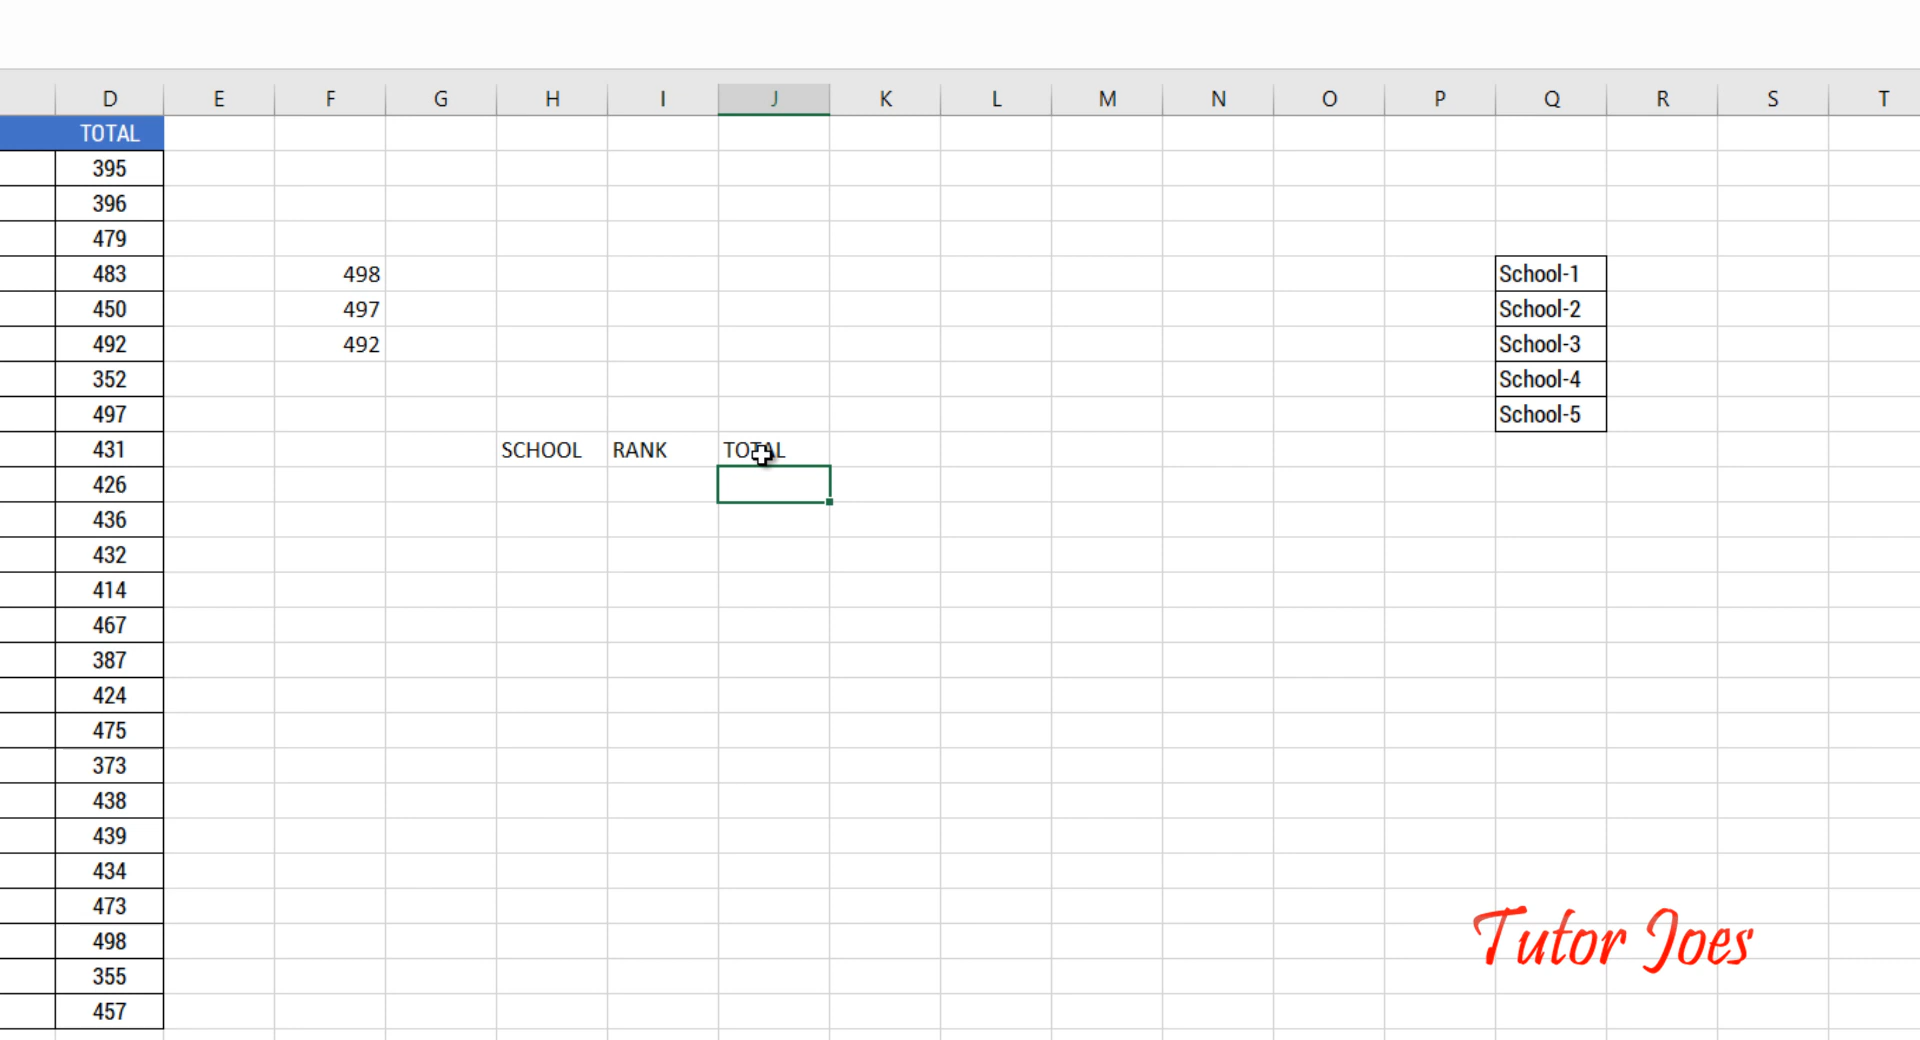 D E F G H I J K L M N O P Q R S T
TOTAL
395
396
479
483 498 School-1
450 497 School-2
492 492 School-3
352 School-4
497 School-5
431 SCHOOL RANK TOTAL
426
436
432
414
467
387
424
475
373
438
439
434
473
498
355
457
Tutor Joes